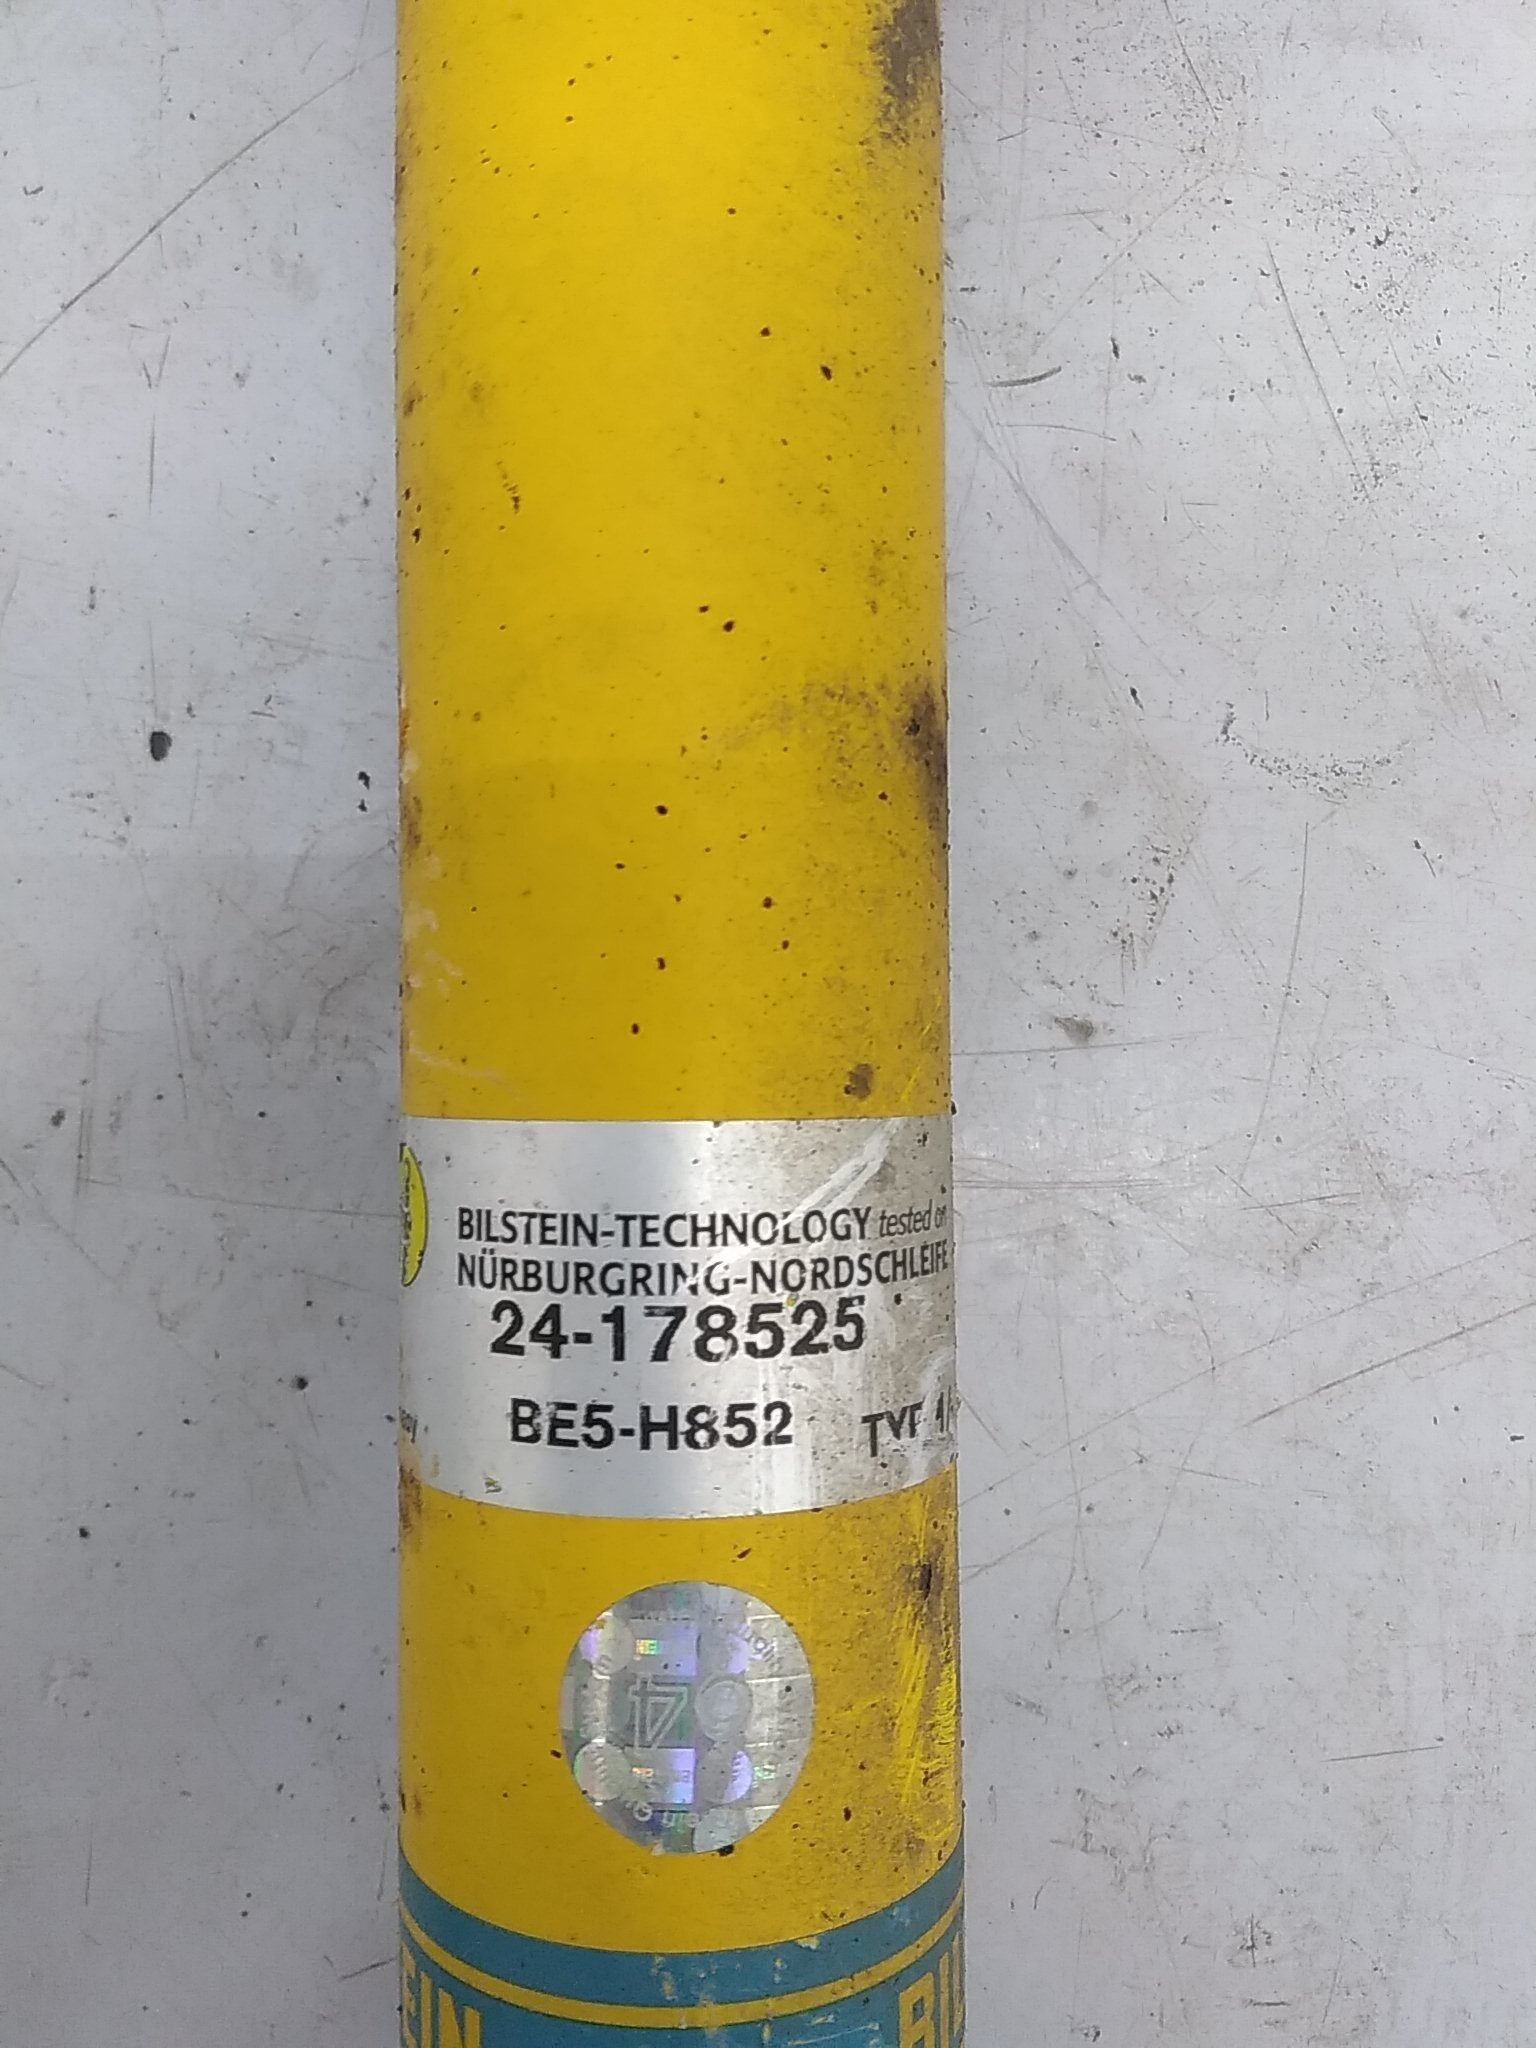 BILSTEIN-TECHNOLOGY tested on
NÜRBURGRING-NORDSCHLEIFE
24-178525
BE5-H852